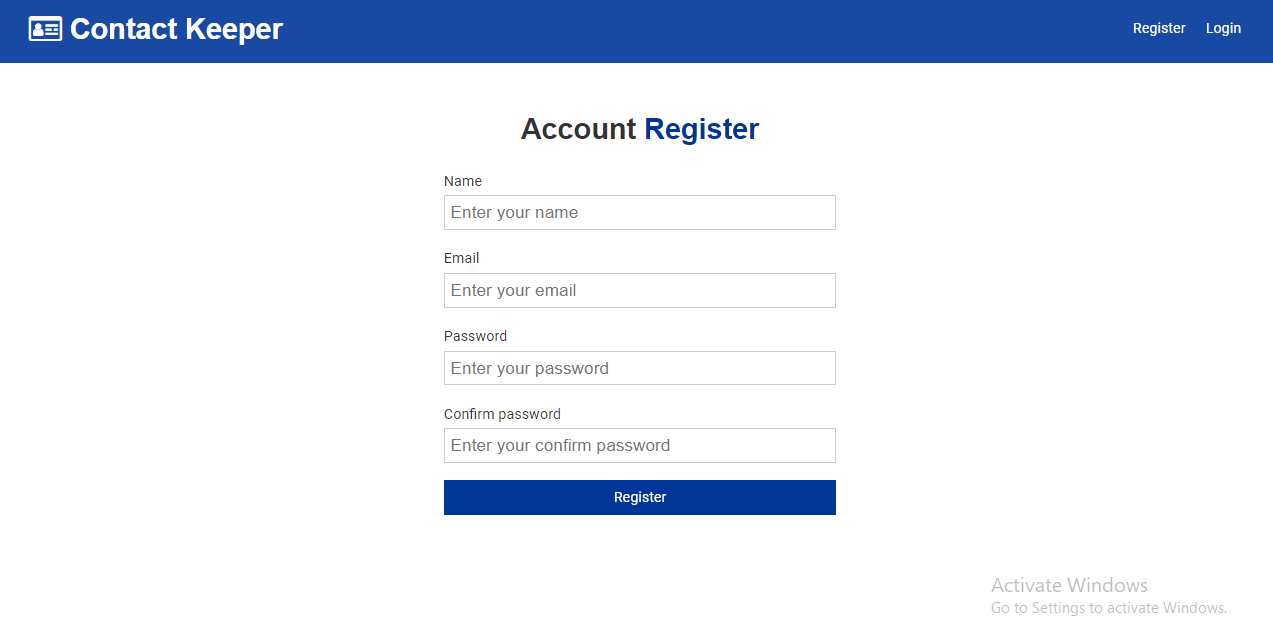 Contact Keeper
Register Login
Account Register
Name
Enter your name
Email
Enter your email
Password
Enter your password
Confirm password
Enter your confirm password
Register
Activate Windows
Go to Settings to activate Windows.